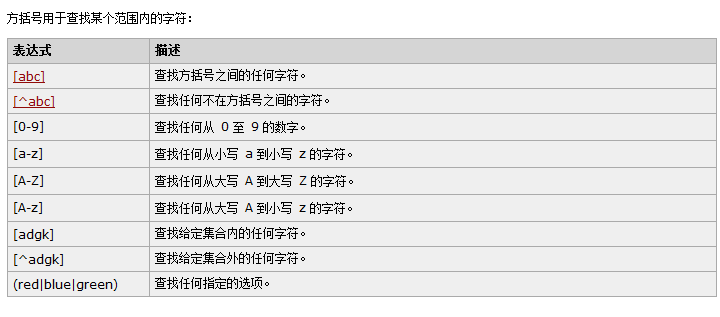 方括号用于查找某个范围内的字符：
表达式 描述
[abc] 查找方括号之间的任何字符。
[^abc] 查找任何不在方括号之间的字符。
[0-9] 查找任何从 0 至 9 的数字。
[a-z] 查找任何从小写 a 到小写 z 的字符。
[A-Z] 查找任何从大写 A 到大写 Z 的字符。
[A-z] 查找任何从大写 A 到小写 z 的字符。
[adgk] 查找给定集合内的任何字符。
[^adgk] 查找给定集合外的任何字符。
(red|blue|green) 查找任何指定的选项。